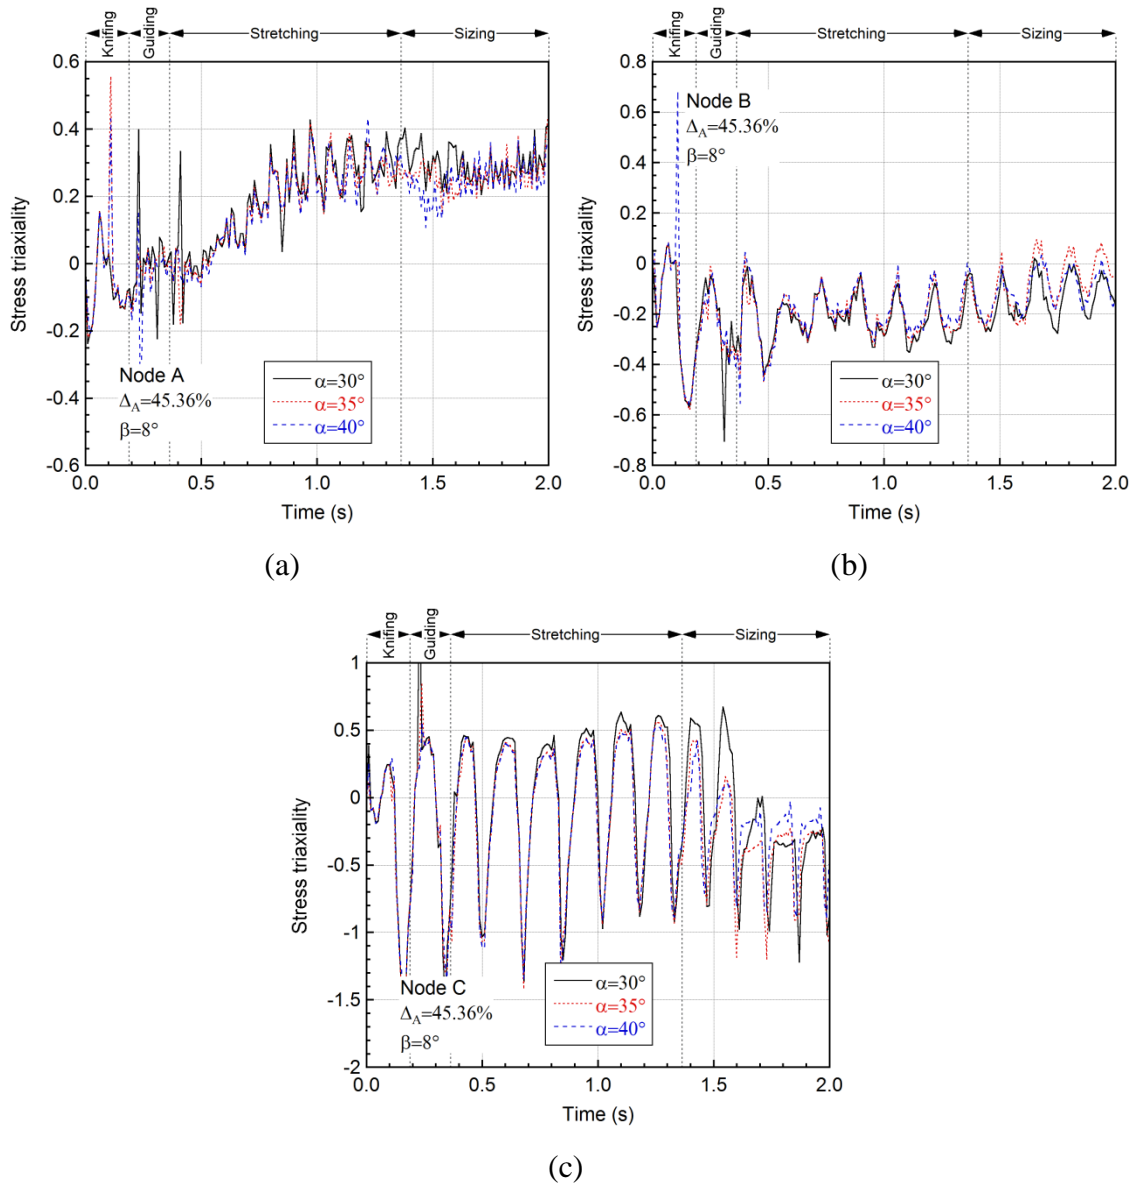 Knifing
Guiding
Stretching
Sizing
0.6
0.4
0.2
0
-0.2
-0.4
-0.6
Stress triaxiality
Node A
Δ_A=45.36%
β=8°
α=30°
α=35°
α=40°
0.0 0.5 1.0 1.5 2.0
Time (s)
(a)
Knifing
Guiding
Stretching
Sizing
0.8
0.6
0.4
0.2
0
-0.2
-0.4
-0.6
-0.8
Stress triaxiality
Node B
Δ_A=45.36%
β=8°
α=30°
α=35°
α=40°
0.0 0.5 1.0 1.5 2.0
Time (s)
(b)
Knifing
Guiding
Stretching
Sizing
1
0.5
0
-0.5
-1
-1.5
-2
Stress triaxiality
Node C
Δ_A=45.36%
β=8°
α=30°
α=35°
α=40°
0.0 0.5 1.0 1.5 2.0
Time (s)
(c)